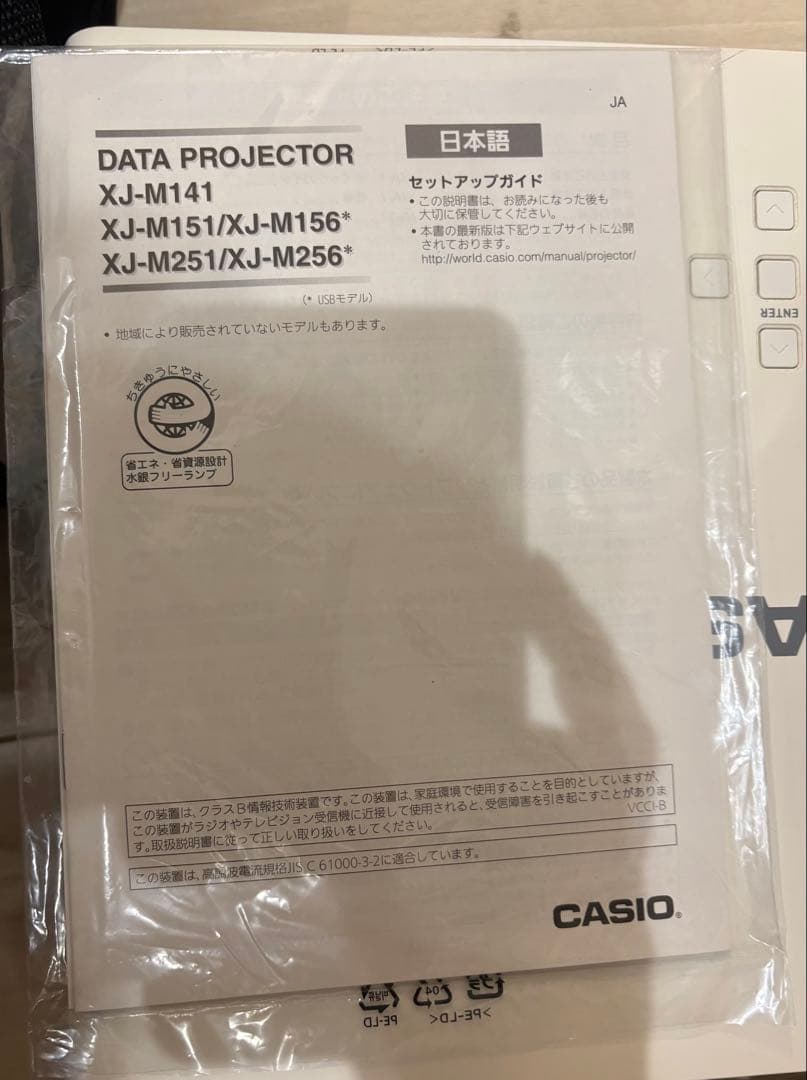 JA
DATA PROJECTOR
XJ-M141
XJ-M151/XJ-M156*
XJ-M251/XJ-M256*
(* USBモデル)
• 地域により販売されていないモデルもあります。
日本語
セットアップガイド
• この説明書は、お読みになった後も
大切に保管してください。
• 本書の最新版は下記ウェブサイトに公開
されております。
http://world.casio.com/manual/projector/
ちきゅうにやさしい
省エネ・省資源設計
水銀フリーランプ
ENTER
AS
この装置は、クラスB情報技術装置です。この装置は、家庭環境で使用することを目的としていますが、
この装置がラジオやテレビジョン受信機に近接して使用されると、受信障害を引き起こすことがありま
す。取扱説明書に従って正しい取り扱いをしてください。
VCCI-B
この装置は、高調波電流規格JIS C 61000-3-2に適合しています。
CASIO®
プラ
04
PE-LD
>PE-LD<